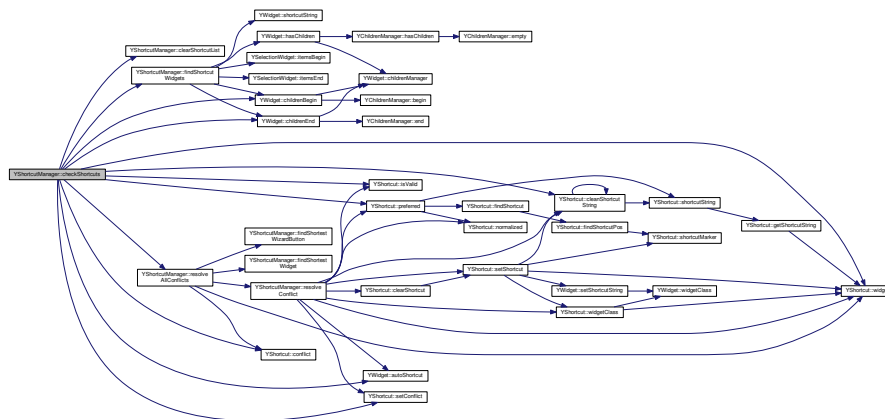 YWidget::shortcutString
YWidget::hasChildren
YChildrenManager::hasChildren
YChildrenManager::empty
YShortcutManager::clearShortcutList
YSelectionWidget::itemsBegin
YShortcutManager::findShortcut
Widgets
YSelectionWidget::itemsEnd
YWidget::childrenManager
YWidget::childrenBegin
YChildrenManager::begin
YWidget::childrenEnd
YChildrenManager::end
YShortcutManager::checkShortcuts
YShortcut::isValid
YShortcut::cleanShortcut
String
YShortcut::shortcutString
YShortcut::preferred
YShortcut::findShortcut
YShortcut::getShortcutString
YShortcut::normalized
YShortcut::findShortcutPos
YShortcutManager::findShortest
WizardButton
YShortcut::shortcutMarker
YShortcutManager::findShortest
Widget
YShortcutManager::resolve
AllConflicts
YShortcut::setShortcut
YShortcutManager::resolve
Conflict
YShortcut::clearShortcut
YWidget::setShortcutString
YWidget::widgetClass
YShortcut::widget
YShortcut::widgetClass
YShortcut::conflict
YWidget::autoShortcut
YShortcut::setConflict